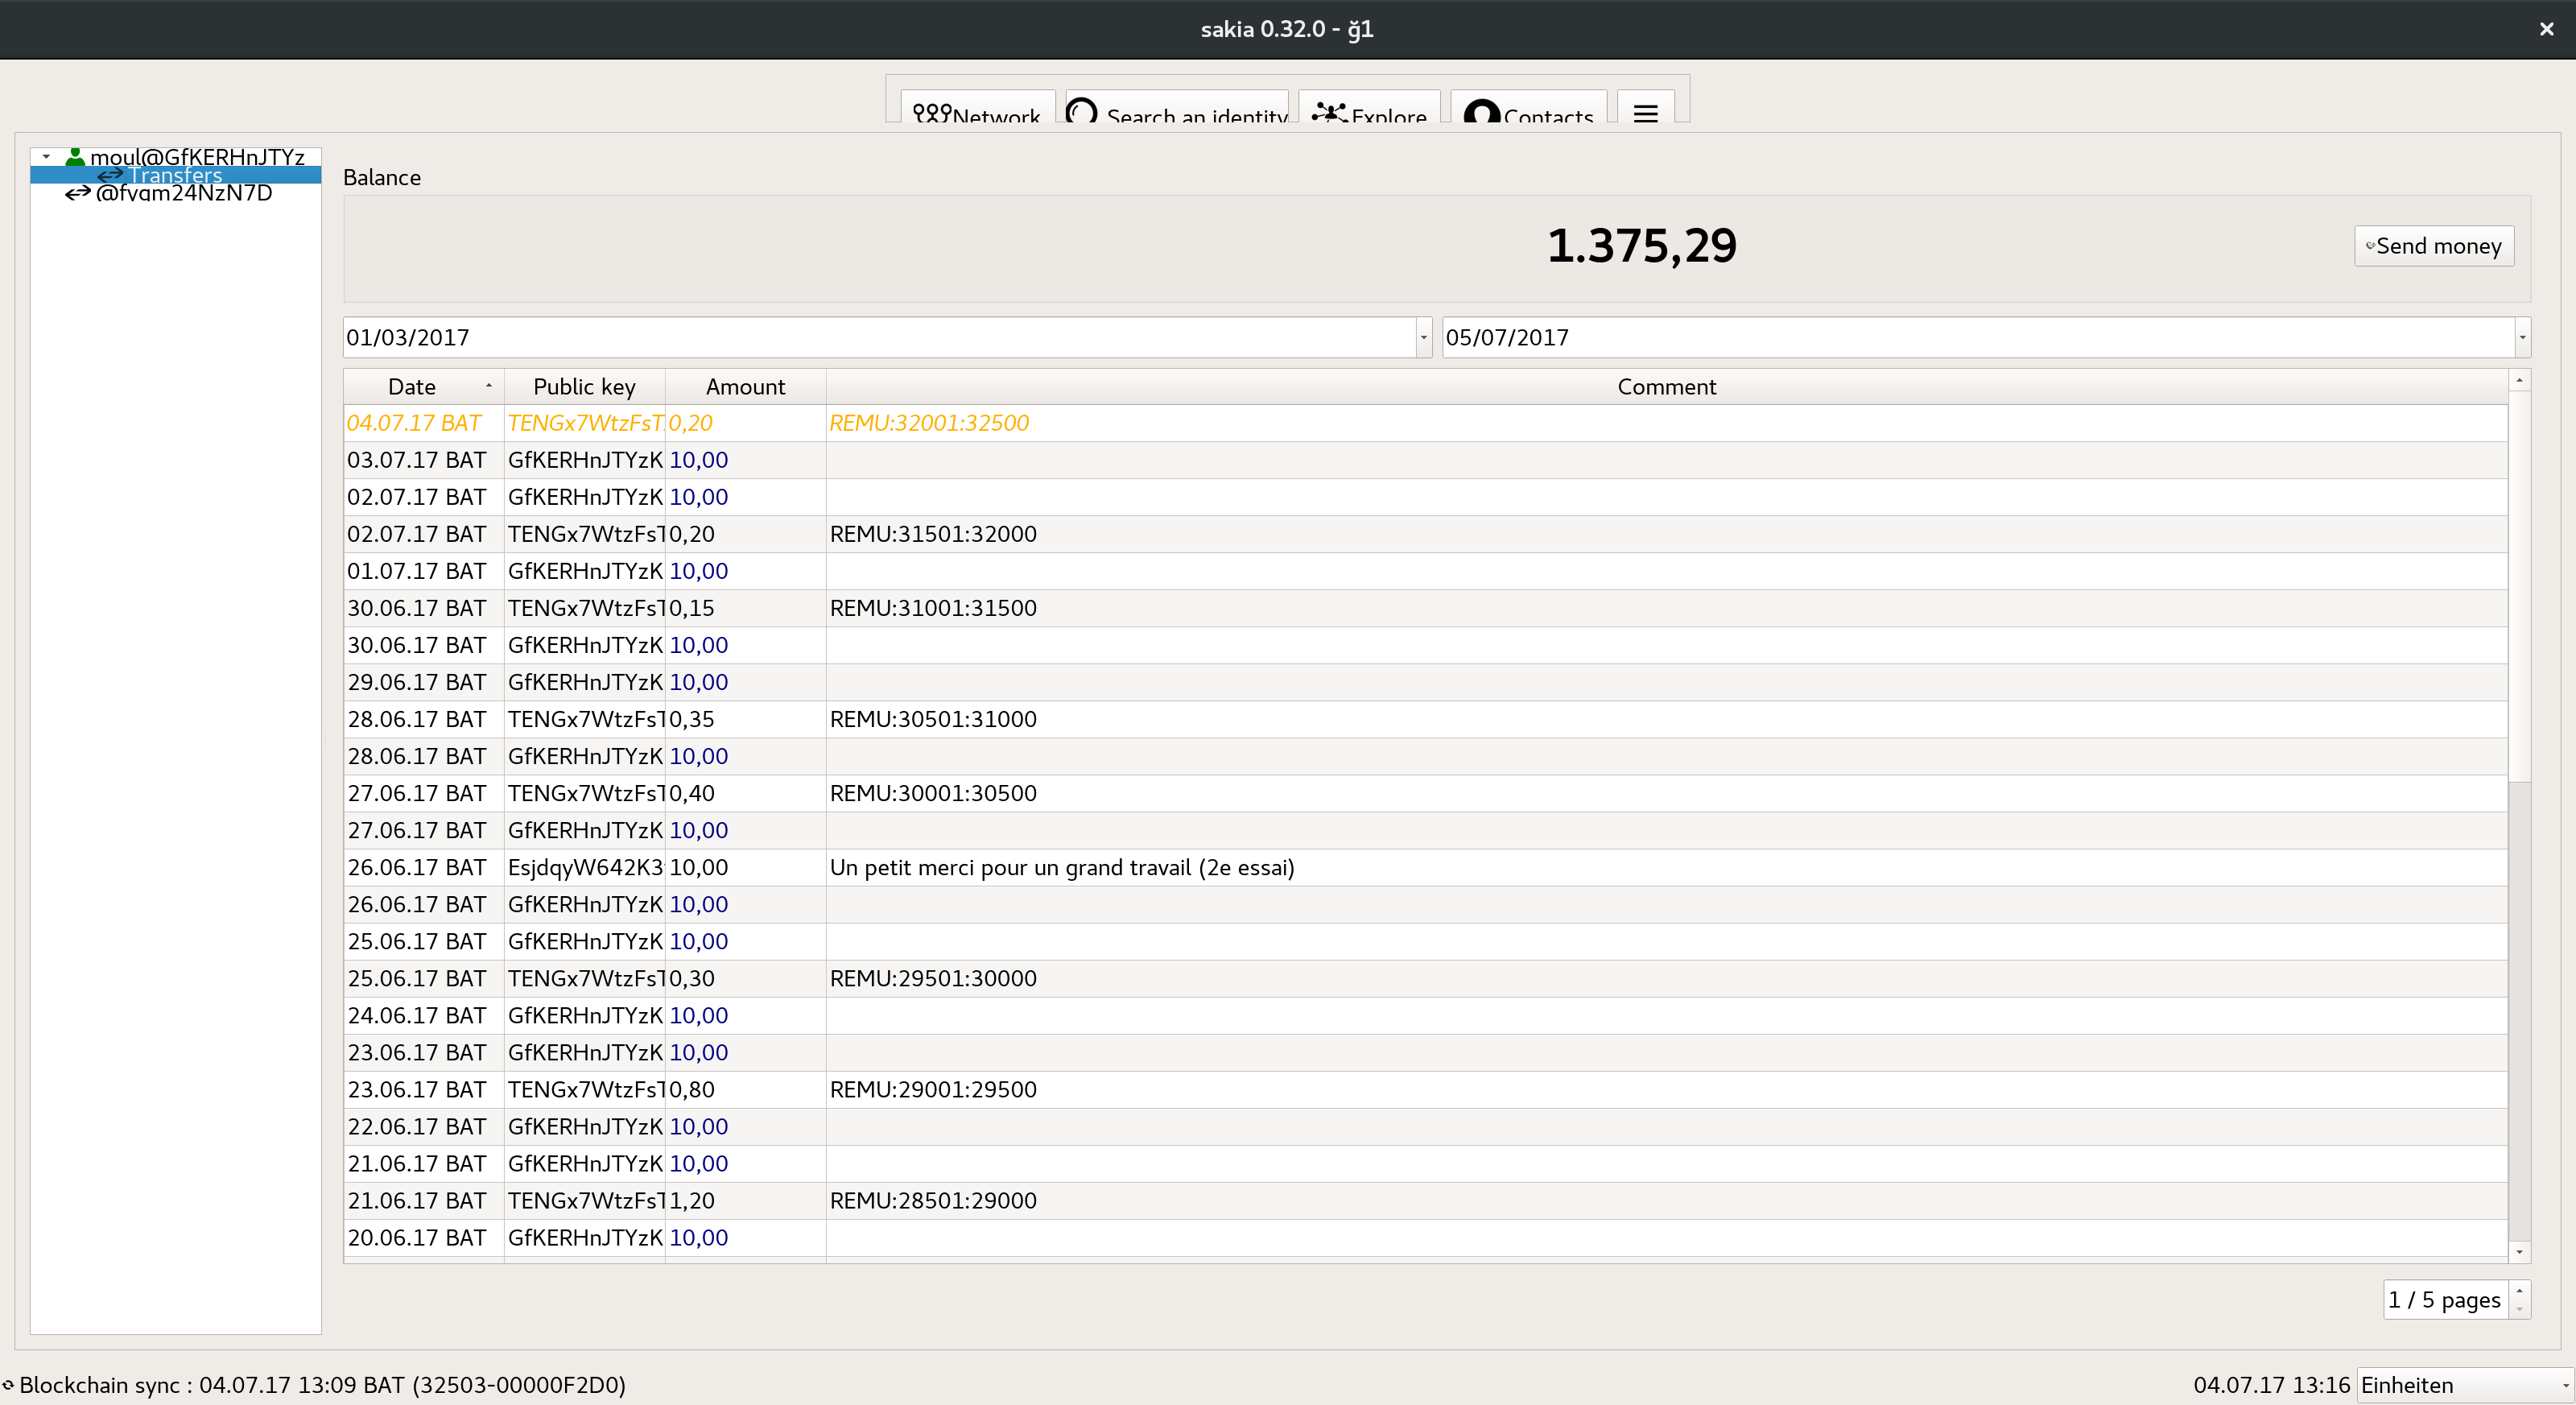 sakia 0.32.0 - ğ1
Network Search an identity Explore Contacts
moul@GfKERHnJTYz
Transfers
@fygm24NzN7D
Balance
1.375,29
Send money
01/03/2017 05/07/2017
Date Public key Amount Comment
04.07.17 BAT TENGx7WtzFsT 0,20 REMU:32001:32500
03.07.17 BAT GfKERHnJTYzK 10,00
02.07.17 BAT GfKERHnJTYzK 10,00
02.07.17 BAT TENGx7WtzFsT 0,20 REMU:31501:32000
01.07.17 BAT GfKERHnJTYzK 10,00
30.06.17 BAT TENGx7WtzFsT 0,15 REMU:31001:31500
30.06.17 BAT GfKERHnJTYzK 10,00
29.06.17 BAT GfKERHnJTYzK 10,00
28.06.17 BAT TENGx7WtzFsT 0,35 REMU:30501:31000
28.06.17 BAT GfKERHnJTYzK 10,00
27.06.17 BAT TENGx7WtzFsT 0,40 REMU:30001:30500
27.06.17 BAT GfKERHnJTYzK 10,00
26.06.17 BAT EsjdqyW642K3 10,00 Un petit merci pour un grand travail (2e essai)
26.06.17 BAT GfKERHnJTYzK 10,00
25.06.17 BAT GfKERHnJTYzK 10,00
25.06.17 BAT TENGx7WtzFsT 0,30 REMU:29501:30000
24.06.17 BAT GfKERHnJTYzK 10,00
23.06.17 BAT GfKERHnJTYzK 10,00
23.06.17 BAT TENGx7WtzFsT 0,80 REMU:29001:29500
22.06.17 BAT GfKERHnJTYzK 10,00
21.06.17 BAT GfKERHnJTYzK 10,00
21.06.17 BAT TENGx7WtzFsT 1,20 REMU:28501:29000
20.06.17 BAT GfKERHnJTYzK 10,00
1 / 5 pages
Blockchain sync : 04.07.17 13:09 BAT (32503-00000F2D0) 04.07.17 13:16 Einheiten